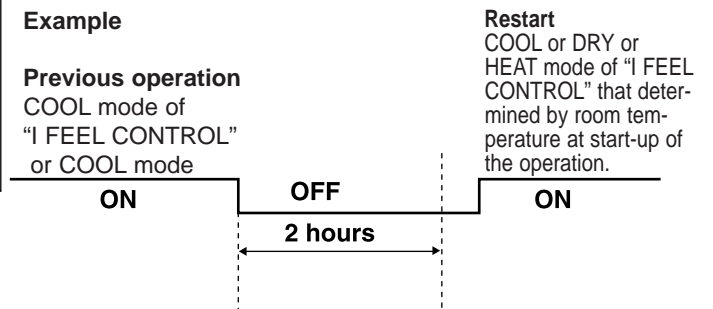 Example
Previous operation
COOL mode of
“I FEEL CONTROL”
or COOL mode
Restart
COOL or DRY or
HEAT mode of “I FEEL
CONTROL” that deter-
mined by room tem-
perature at start-up of
the operation.
ON
OFF
ON
2 hours